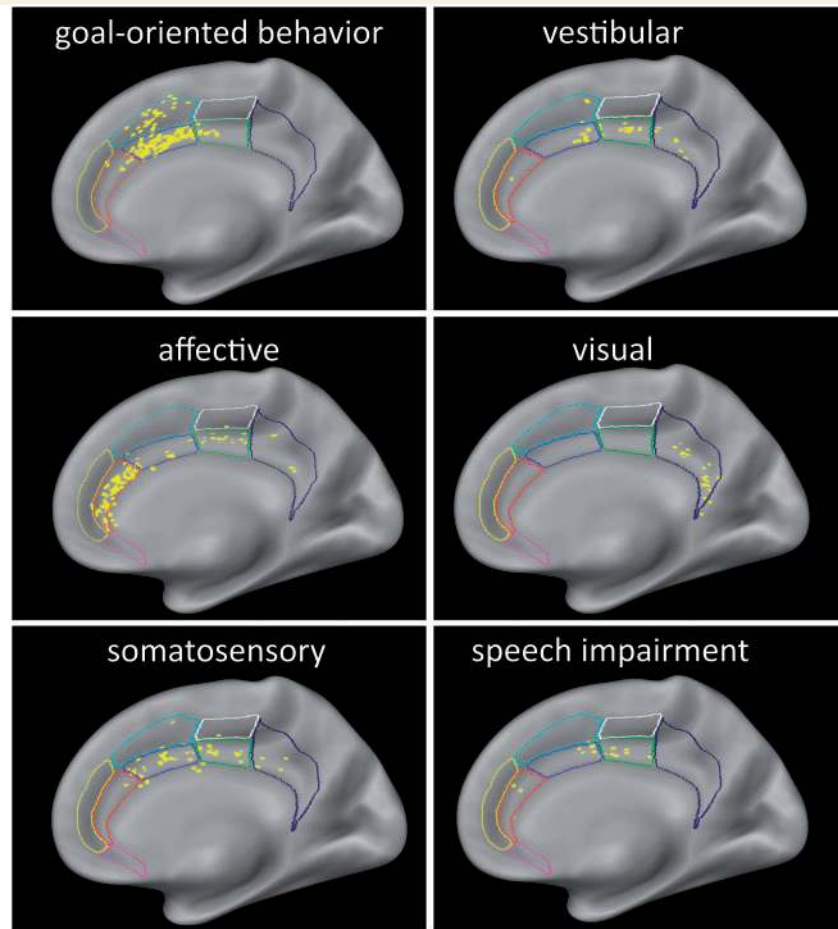 goal-oriented behavior
vestibular
affective
visual
somatosensory
speech impairment